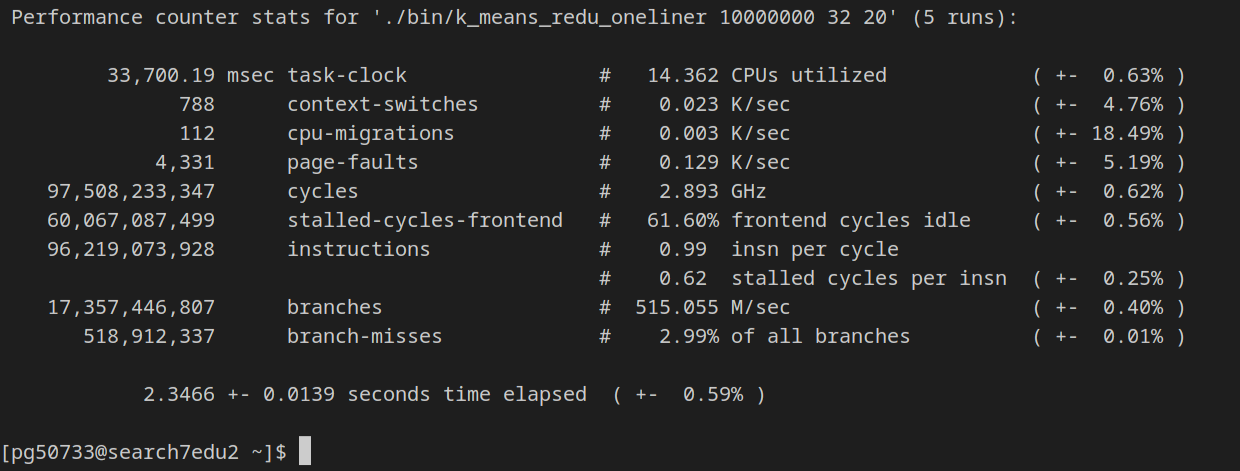 Performance counter stats for './bin/k_means_redu_oneliner 10000000 32 20' (5 runs):
33,700.19 msec task-clock # 14.362 CPUs utilized ( +- 0.63% )
788 context-switches # 0.023 K/sec ( +- 4.76% )
112 cpu-migrations # 0.003 K/sec ( +- 18.49% )
4,331 page-faults # 0.129 K/sec ( +- 5.19% )
97,508,233,347 cycles # 2.893 GHz ( +- 0.62% )
60,067,087,499 stalled-cycles-frontend # 61.60% frontend cycles idle ( +- 0.56% )
96,219,073,928 instructions # 0.99 insn per cycle
# 0.62 stalled cycles per insn ( +- 0.25% )
17,357,446,807 branches # 515.055 M/sec ( +- 0.40% )
518,912,337 branch-misses # 2.99% of all branches ( +- 0.01% )
2.3466 +- 0.0139 seconds time elapsed ( +- 0.59% )
[pg50733@search7edu2 ~]$